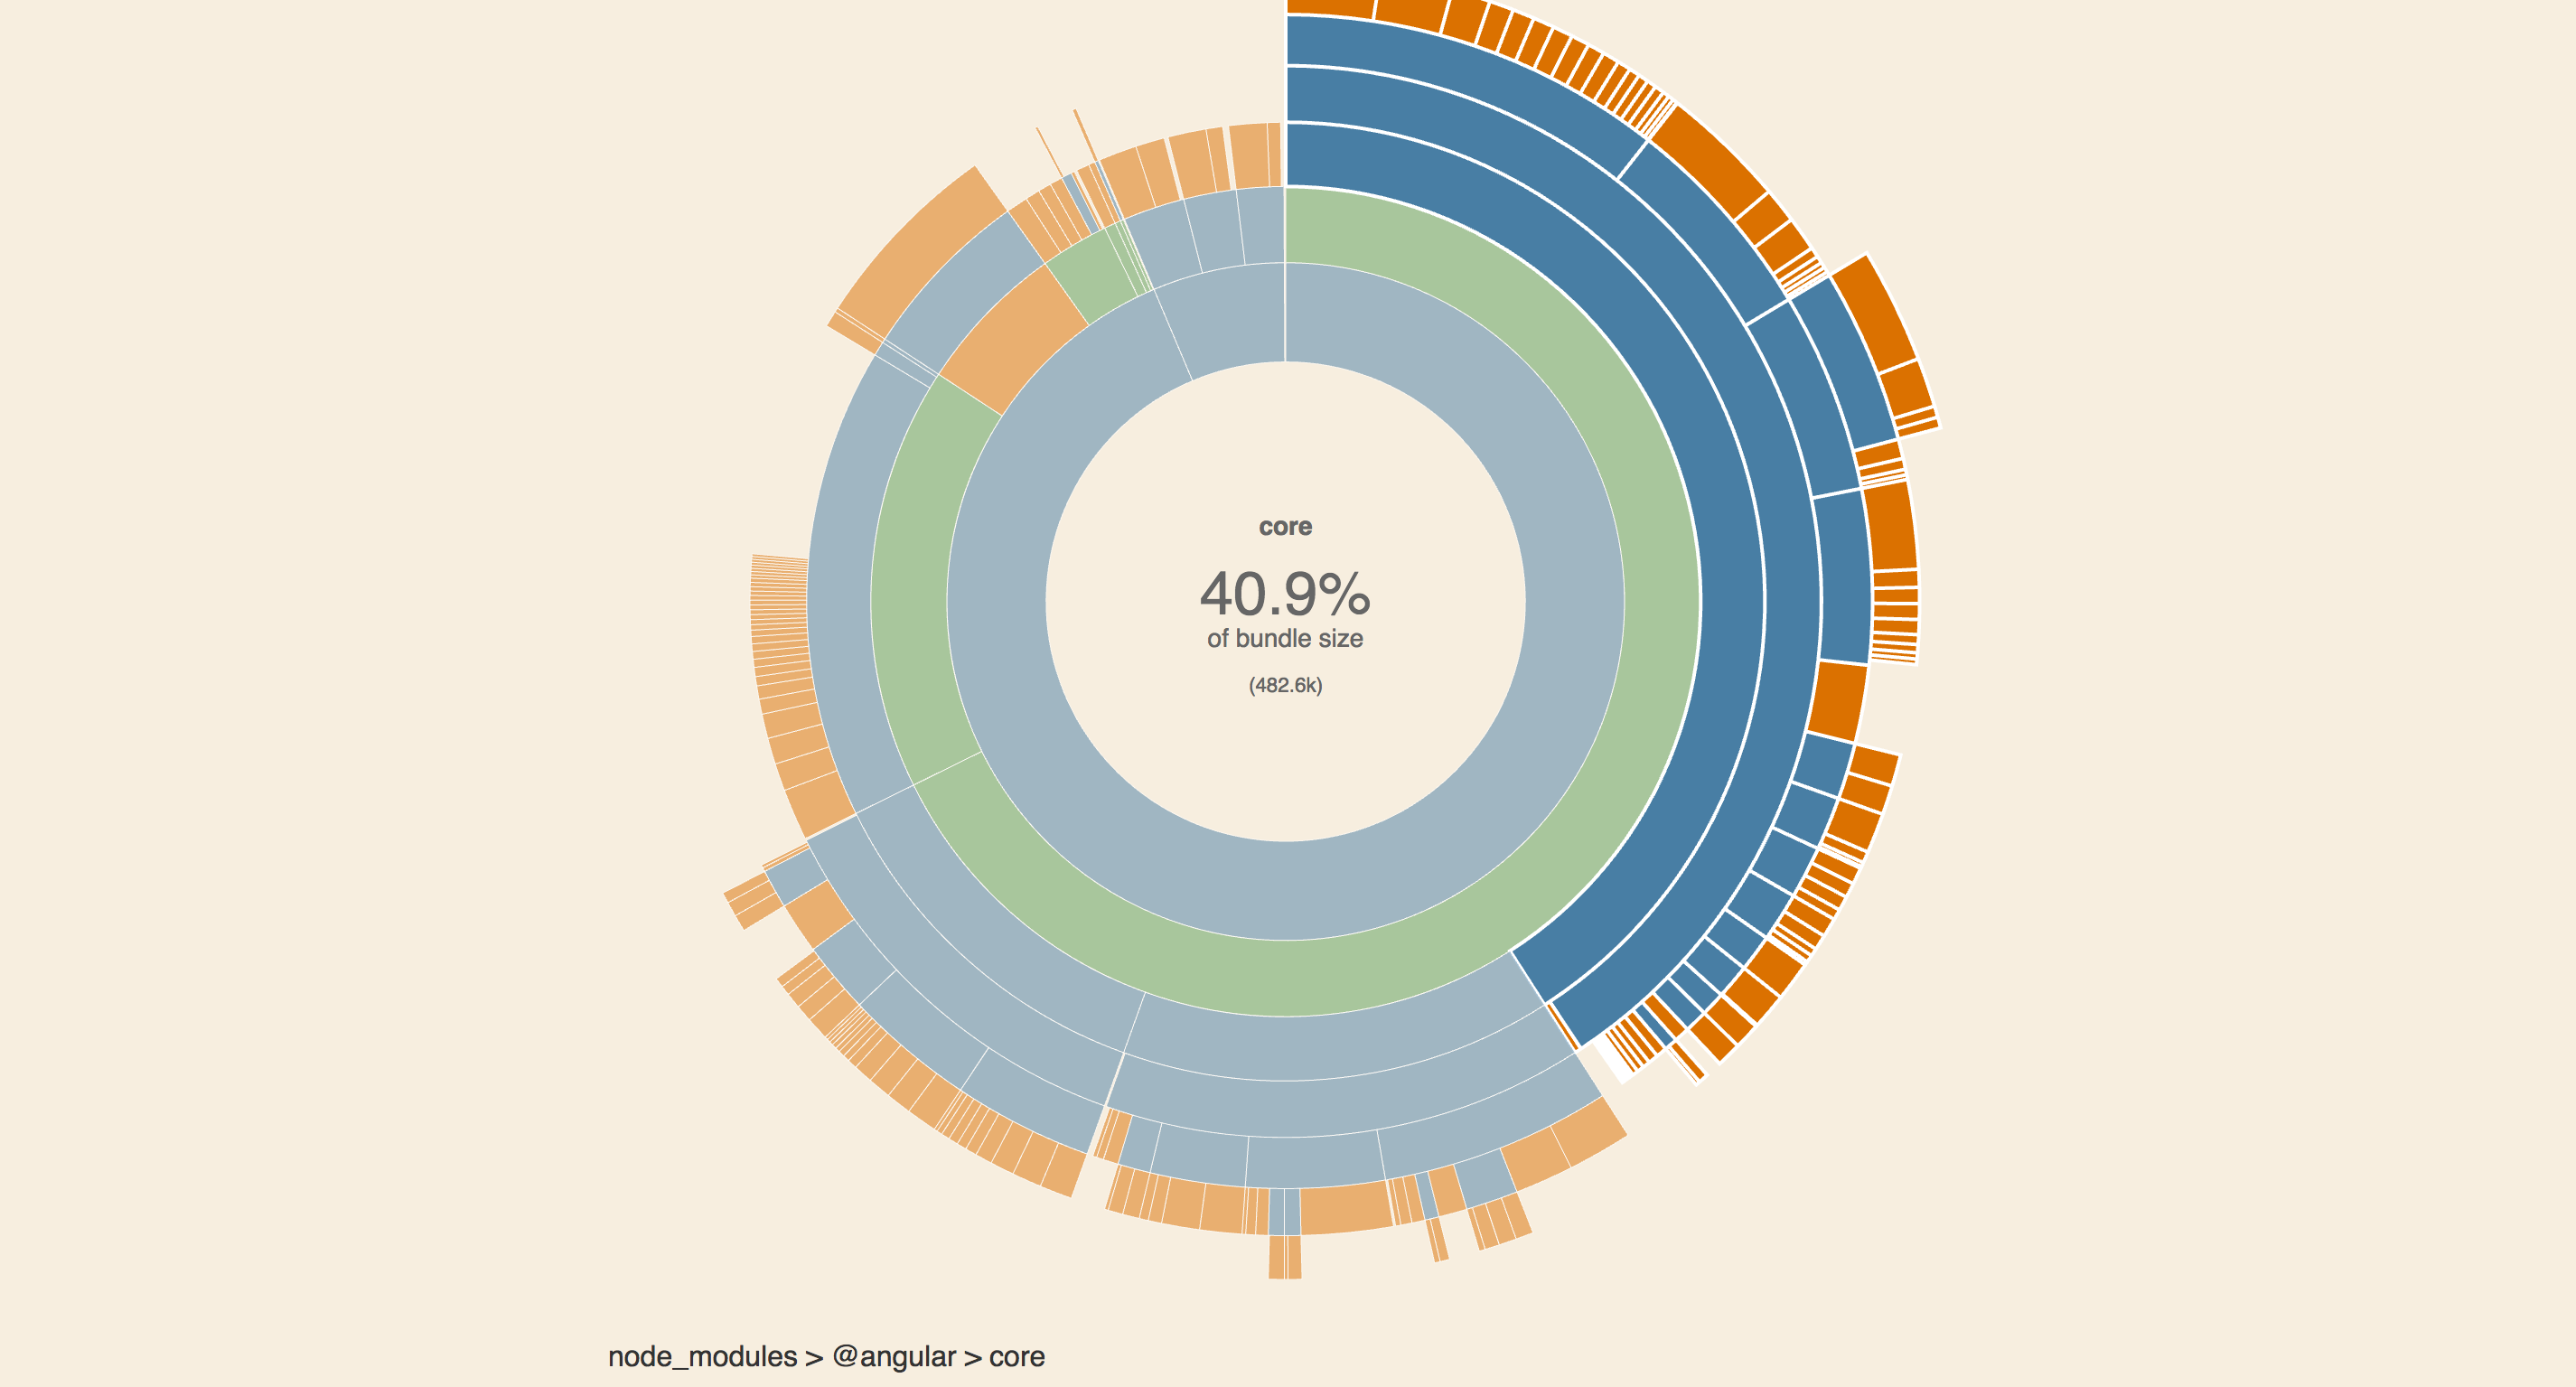 core
40.9%
of bundle size
(482.6k)
node_modules > @angular > core